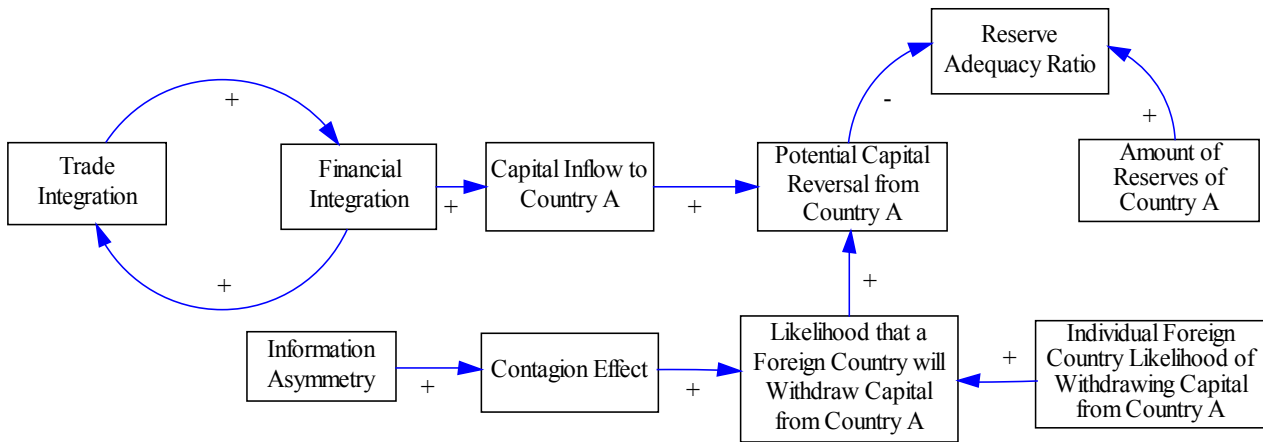 Reserve
Adequacy Ratio
+
-
+
Trade
Integration
Financial
Integration
Capital Inflow to
Country A
Potential Capital
Reversal from
Country A
Amount of
Reserves of
Country A
+
+
+
+
Information
Asymmetry
Contagion Effect
Likelihood that a
Foreign Country will
Withdraw Capital
from Country A
Individual Foreign
Country Likelihood of
Withdrawing Capital
from Country A
+
+
+